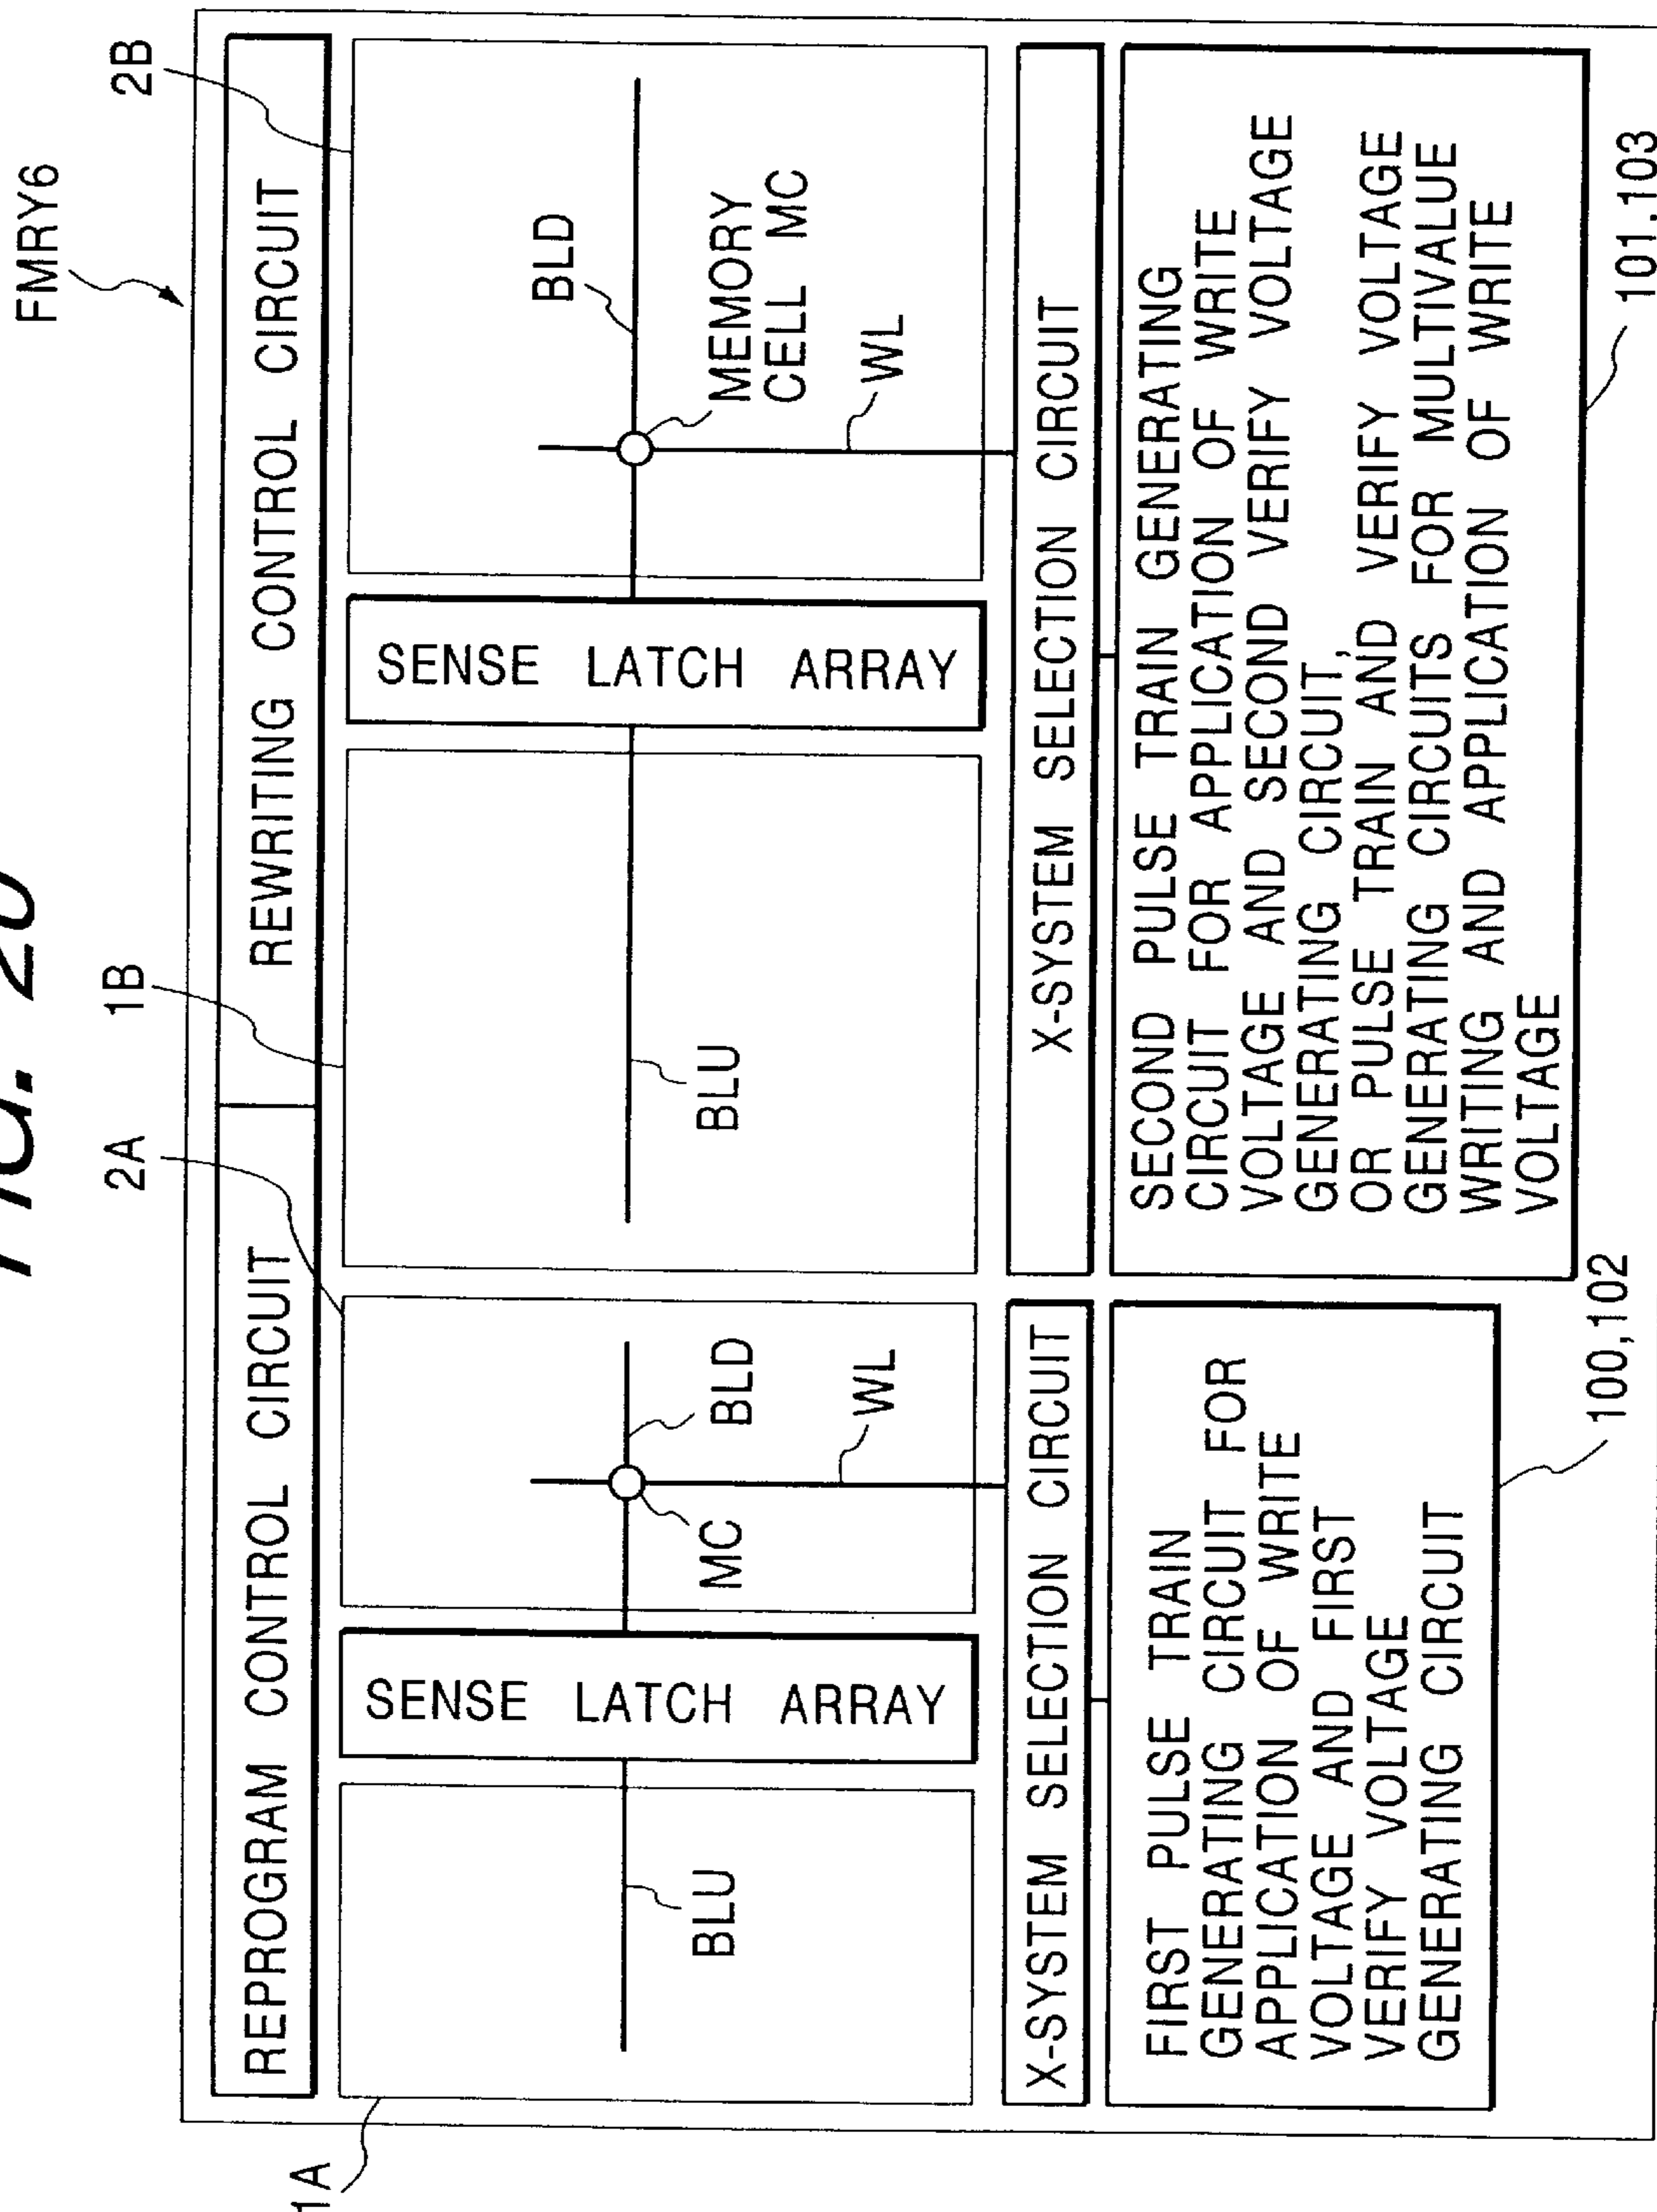 FIG. 20
FMRY6
1A
2A
1B
2B
REPROGRAM CONTROL CIRCUIT
REWRITING CONTROL CIRCUIT
BLU
SENSE LATCH ARRAY
MC
BLD
WL
BLU
SENSE LATCH ARRAY
BLD
MEMORY
CELL MC
WL
X-SYSTEM SELECTION CIRCUIT
X-SYSTEM SELECTION CIRCUIT
FIRST PULSE TRAIN
GENERATING CIRCUIT FOR
APPLICATION OF WRITE
VOLTAGE AND FIRST
VERIFY VOLTAGE
GENERATING CIRCUIT
100,102
SECOND PULSE TRAIN GENERATING
CIRCUIT FOR APPLICATION OF WRITE
VOLTAGE AND SECOND VERIFY VOLTAGE
GENERATING CIRCUIT,
OR PULSE TRAIN AND VERIFY VOLTAGE
GENERATING CIRCUITS FOR MULTIVALUE
WRITING AND APPLICATION OF WRITE
VOLTAGE
101,103